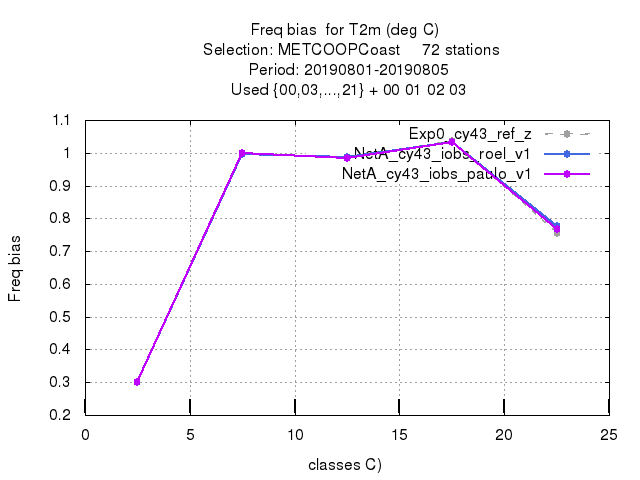 Freq bias  for T2m (deg C)
Selection: METCOOPCoast     72 stations
Period: 20190801-20190805
Used {00,03,...,21} + 00 01 02 03
Exp0_cy43_ref_z
NetA_cy43_iobs_roel_v1
NetA_cy43_iobs_paulo_v1
1.1
1
0.9
0.8
0.7
0.6
0.5
0.4
0.3
0.2
Freq bias
0 5 10 15 20 25
classes C)